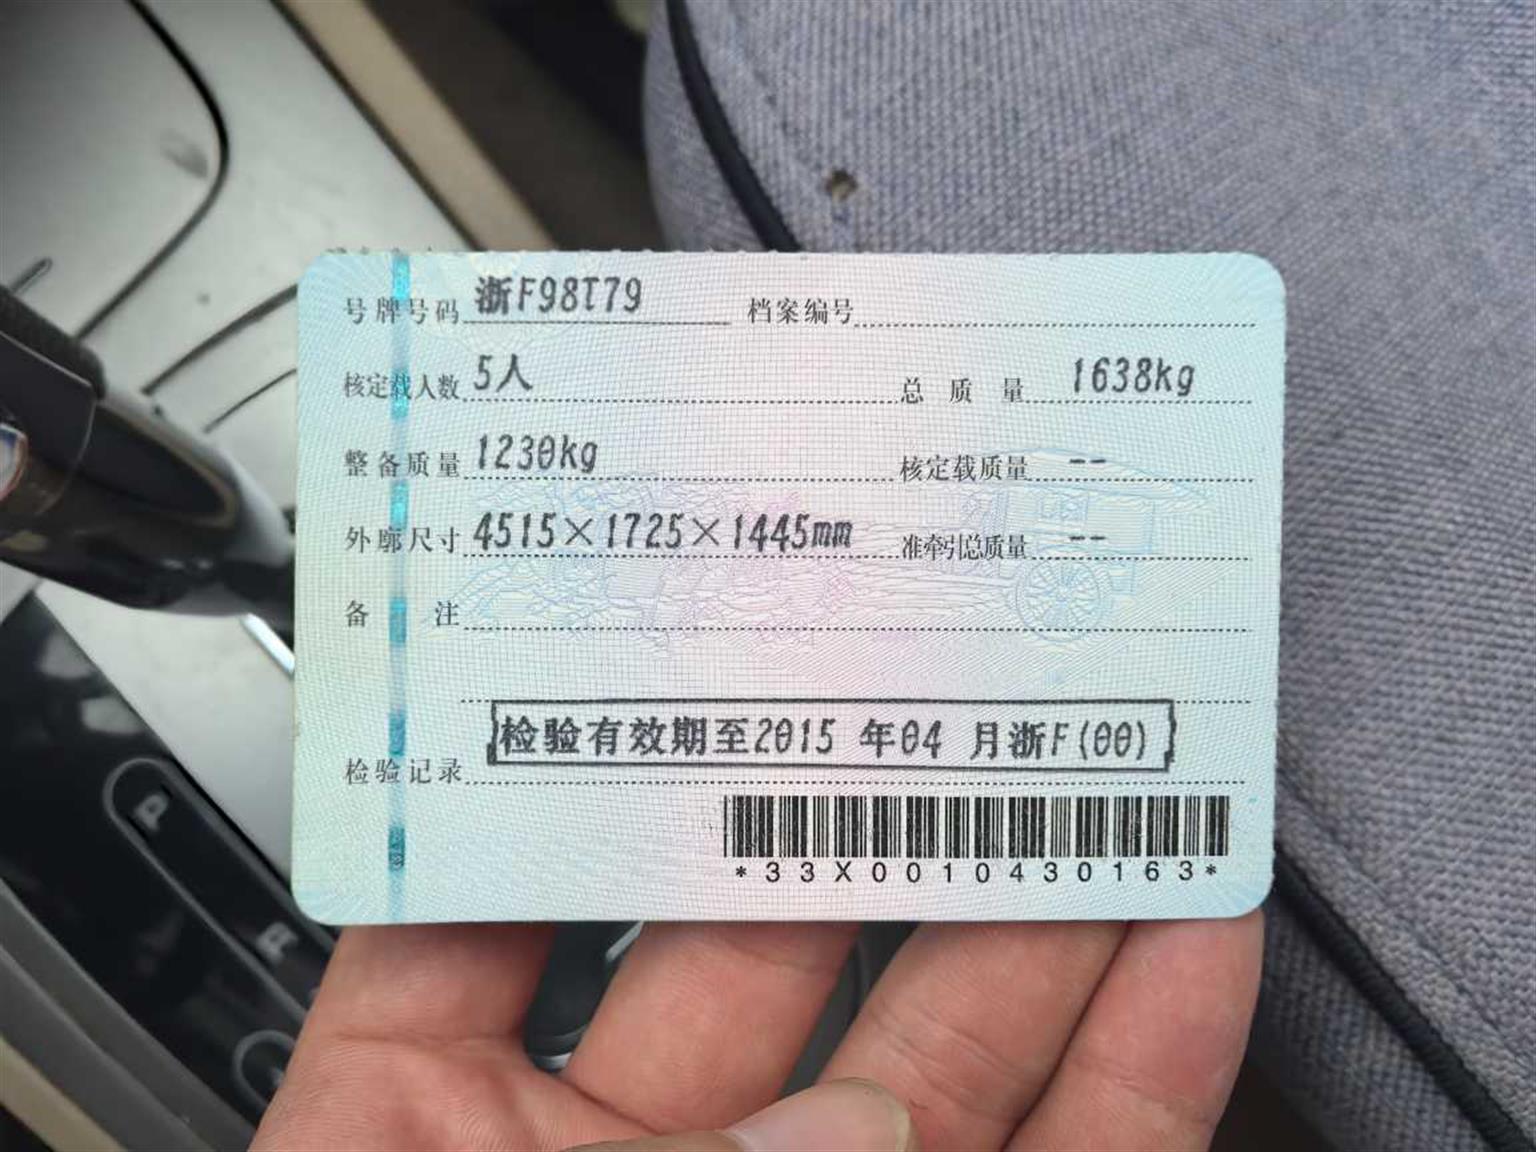 号牌号码 浙F98T79 档案编号
核定载人数 5人 总质量 1638kg
整备质量 1230kg 核定载质量 --
外廓尺寸 4515×1725×1445mm 准牵引总质量 --
备注
检验有效期至2015 年04 月浙F(00)
检验记录
*33X0010430163*
P
R